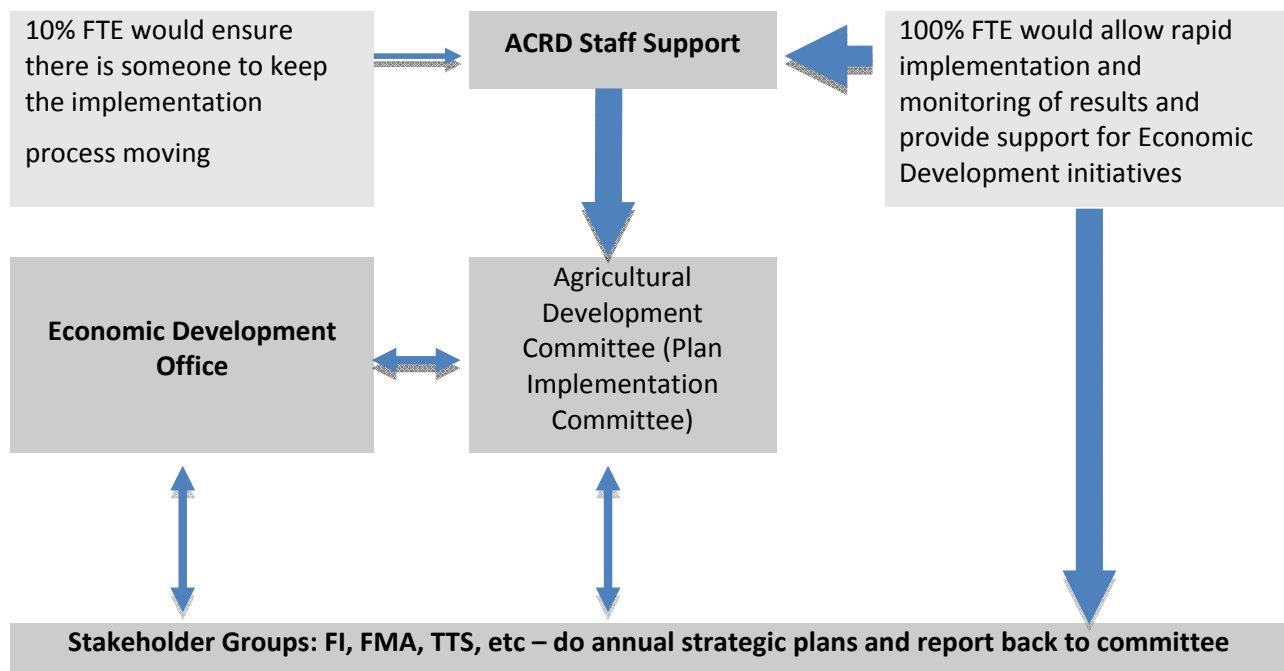 10% FTE would ensure
there is someone to keep
the implementation
process moving
ACRD Staff Support
100% FTE would allow rapid
implementation and
monitoring of results and
provide support for Economic
Development initiatives
Economic Development
Office
Agricultural
Development
Committee (Plan
Implementation
Committee)
Stakeholder Groups: FI, FMA, TTS, etc – do annual strategic plans and report back to committee